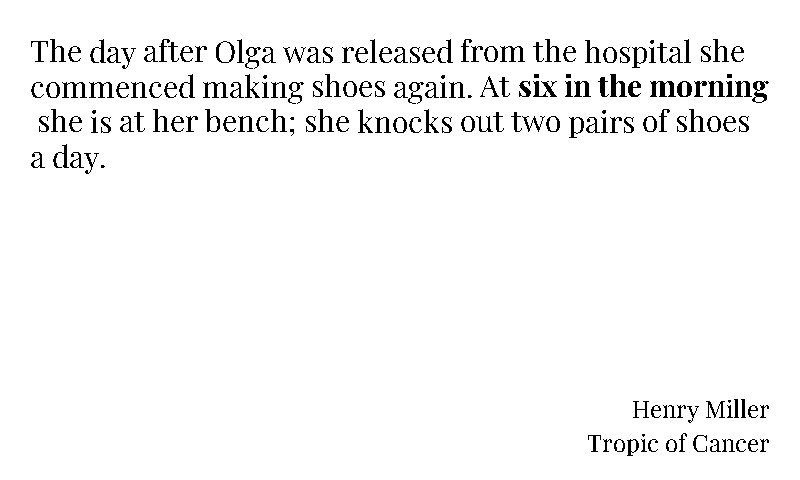 The day after Olga was released from the hospital she
commenced making shoes again. At six in the morning
she is at her bench; she knocks out two pairs of shoes
a day.
Henry Miller
Tropic of Cancer